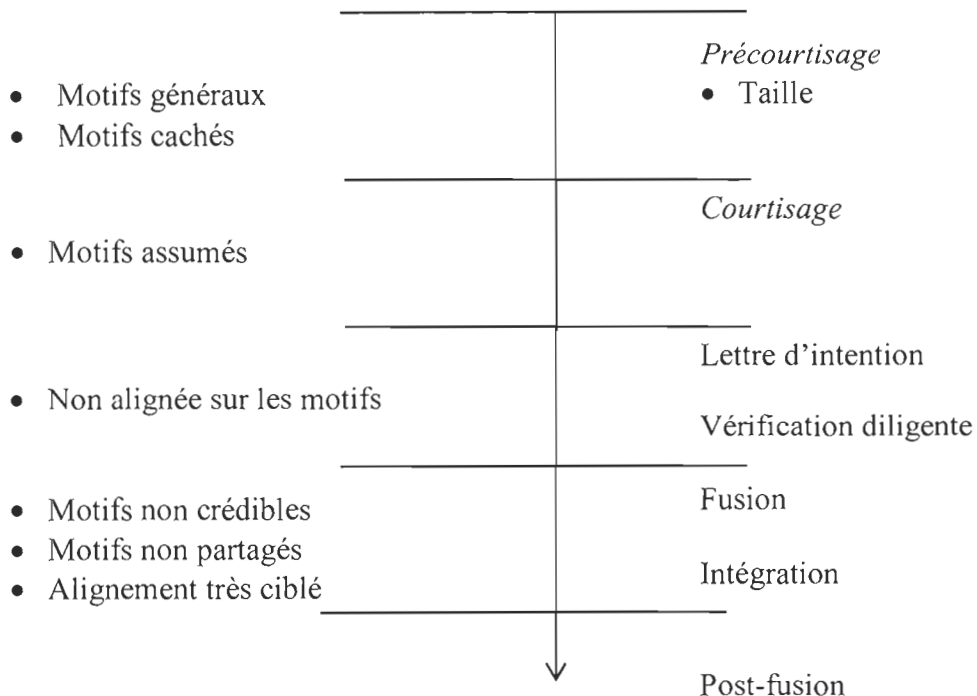 Précourtisage
• Motifs généraux
• Taille
• Motifs cachés
Courtisage
• Motifs assumés
Lettre d’intention
• Non alignée sur les motifs
Vérification diligente
Fusion
• Motifs non crédibles
• Motifs non partagés
Intégration
• Alignement très ciblé
Post-fusion